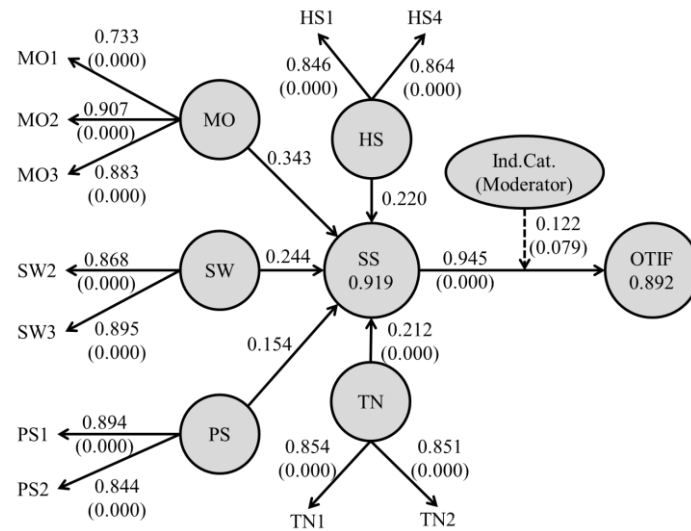 HS1
HS4
0.733
(0.000)
0.846
(0.000)
0.864
(0.000)
MO1
0.907
(0.000)
MO2
MO
HS
0.883
(0.000)
MO3
0.343
0.220
Ind.Cat.
(Moderator)
0.122
(0.079)
0.868
(0.000)
SW2
SW
0.244
SS
0.919
0.945
(0.000)
OTIF
0.892
0.895
(0.000)
SW3
0.154
0.212
(0.000)
0.894
(0.000)
PS1
PS
TN
0.844
(0.000)
PS2
0.854
(0.000)
0.851
(0.000)
TN1
TN2